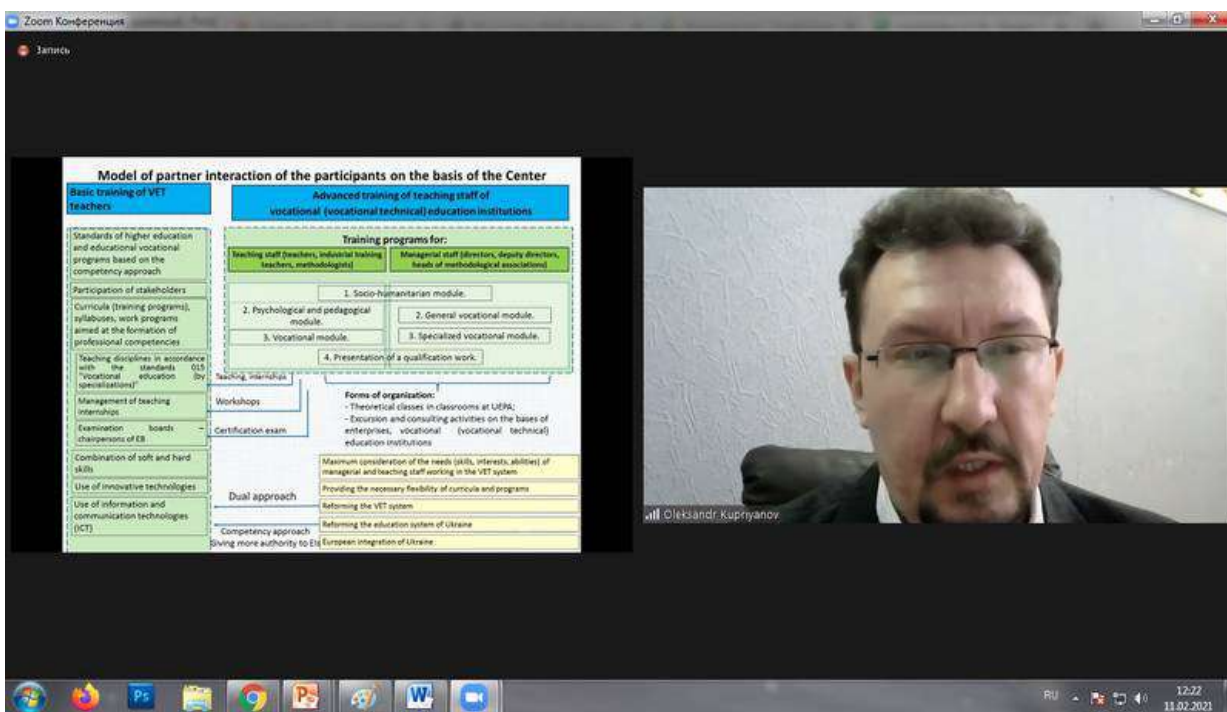 Zoom Конференция
Запись
Model of partner interaction of the participants on the basis of the Center
Basic training of VET
teachers
Advanced training of teaching staff of
vocational (vocational technical) education institutions
Standards of higher education
and educational vocational
programs based on the
competency approach
Participation of stakeholders
Curricula (training programs),
syllabuses, work programs
aimed at the formation of
professional competencies
Teaching disciplines in accordance
with the standards 015
"Vocational education (by
specializations)"
Management of teaching
internships
Examination boards –
chairpersons of EB
Combination of soft and hard
skills
Use of innovative technologies
Use of information and
communication technologies
(ICT)
Training programs for:
Teaching staff (teachers, industrial training
teachers, methodologists)
Managerial staff (directors, deputy directors,
heads of methodological associations)
1. Socio-humanitarian module.
2. Psychological and pedagogical
module.
2. General vocational module.
3. Vocational module.
3. Specialized vocational module.
4. Presentation of a qualification work.
Teaching, internships
Workshops
Certification exam
Forms of organization:
- Theoretical classes in classrooms at UEPA;
- Excursion and consulting activities on the bases of
enterprises, vocational (vocational technical)
education institutions
Maximum consideration of the needs (skills, interests, abilities) of
managerial and teaching staff working in the VET system
Providing the necessary flexibility of curricula and programs
Dual approach
Reforming the VET system
Competency approach
Reforming the education system of Ukraine
Giving more authority to EIs
European integration of Ukraine
Oleksandr Kupriyanov
Ps
P
W
RU
12:22
11.02.2021